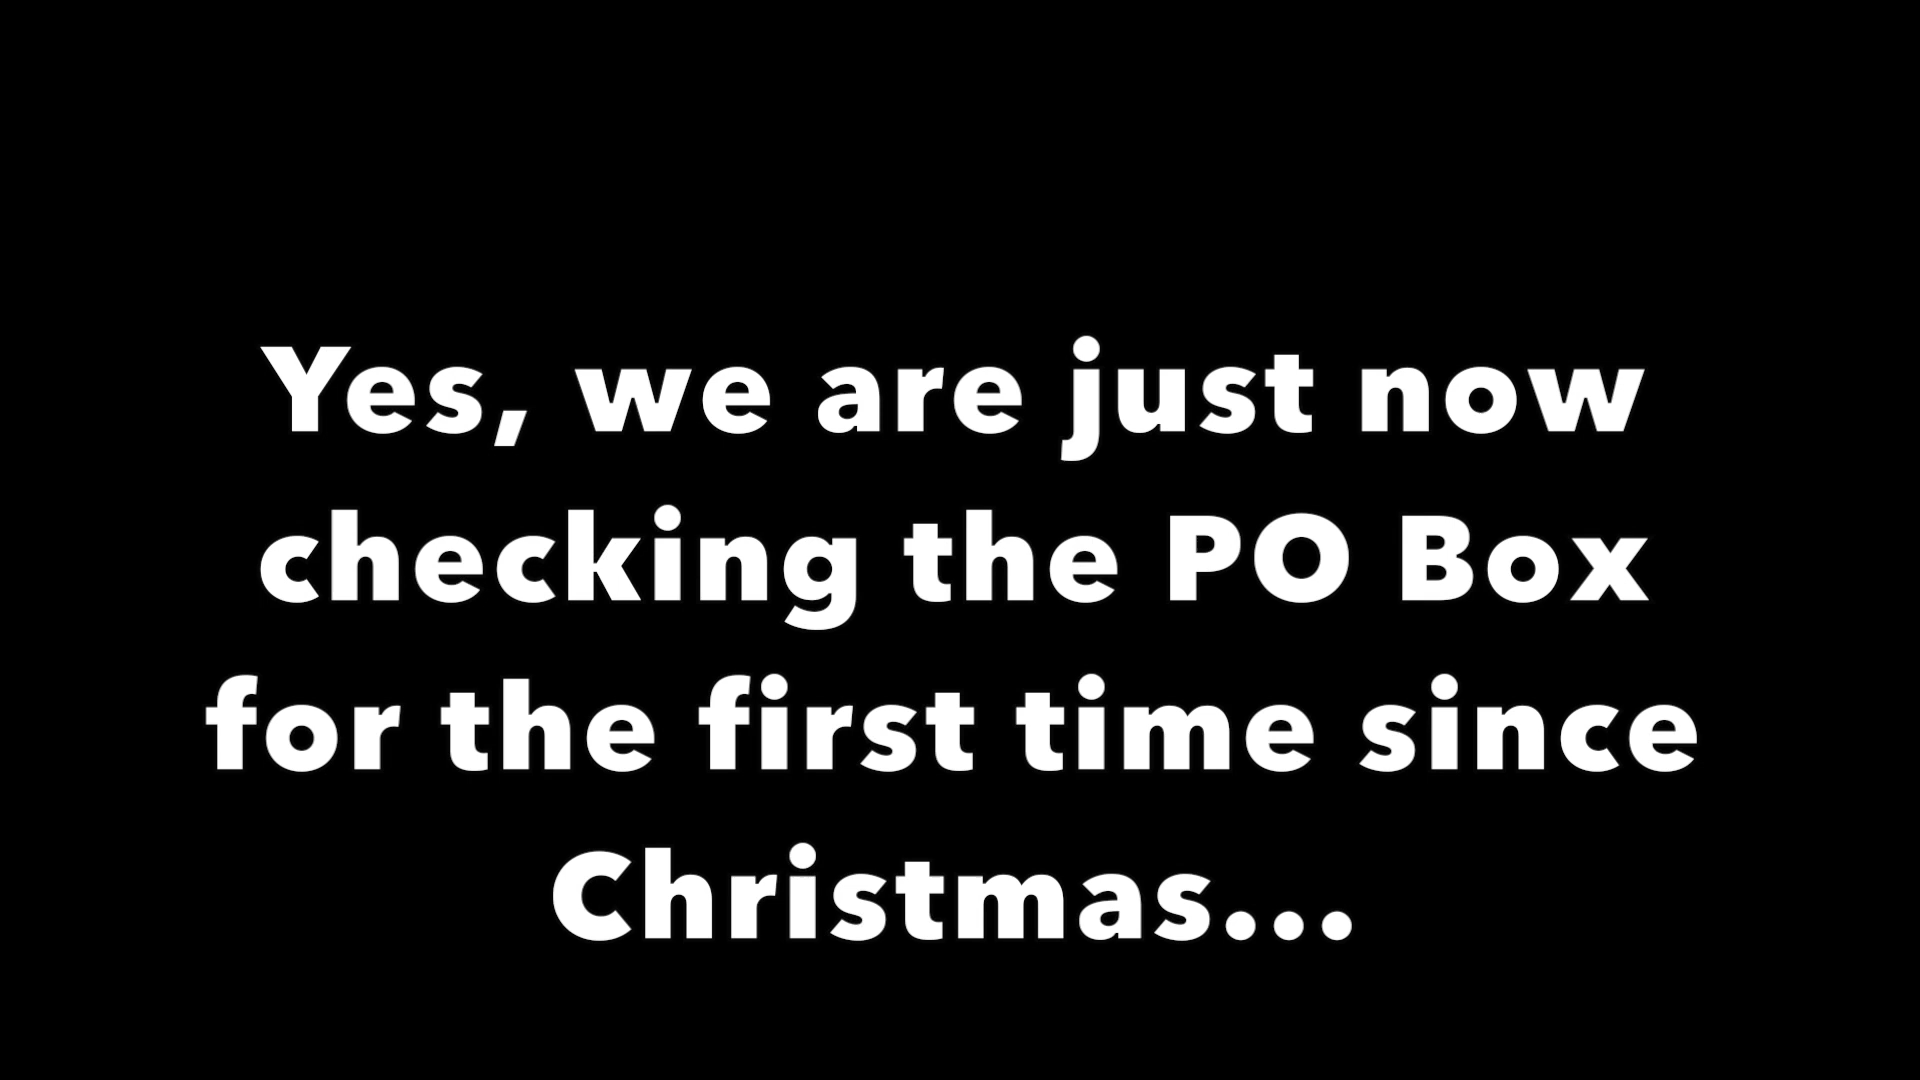 Yes, we are just now
checking the PO Box
for the first time since
Christmas...